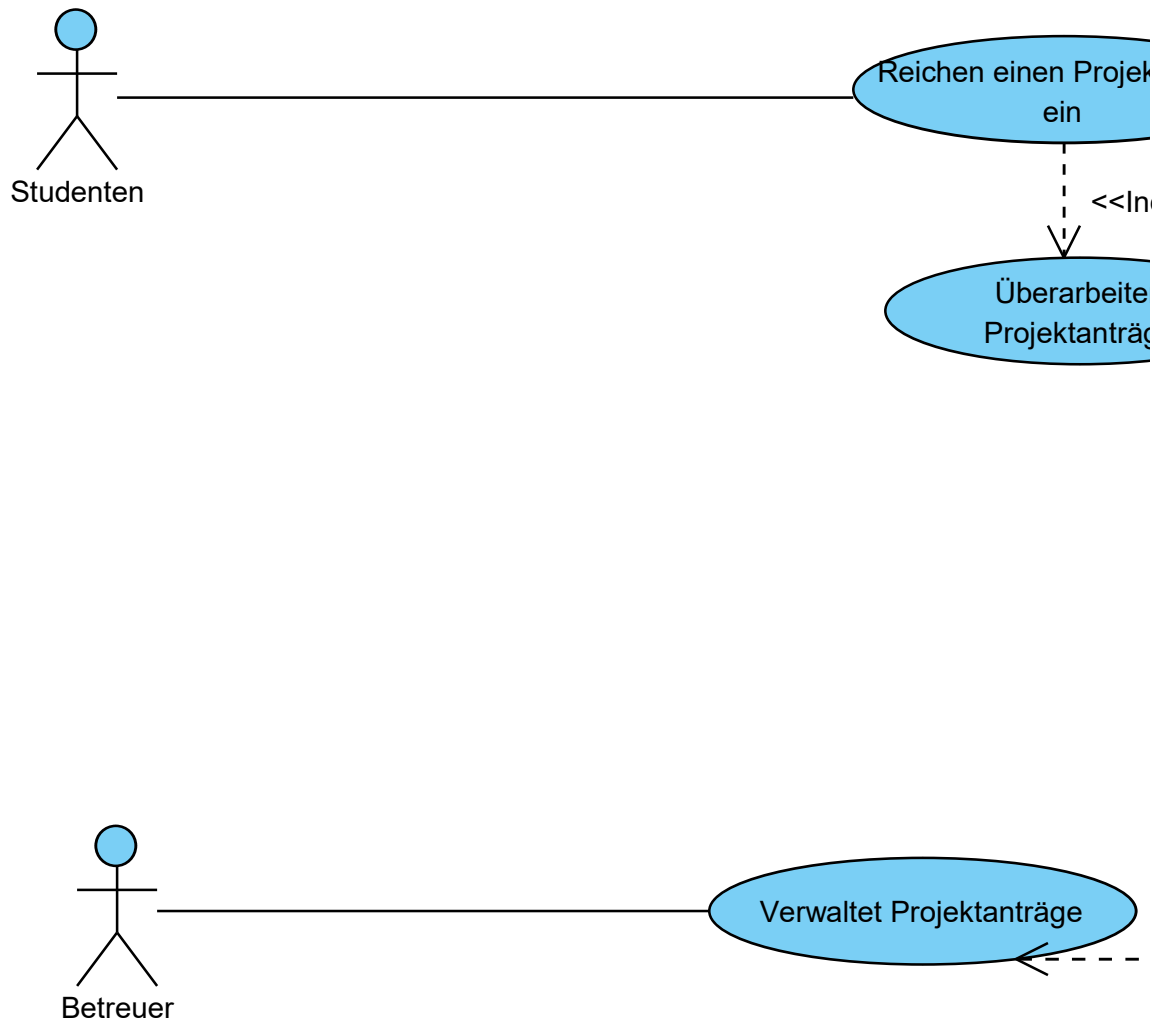 Reichen einen Projek
ein
Studenten
<<In
Überarbeite
Projektanträg
Verwaltet Projektanträge
Betreuer